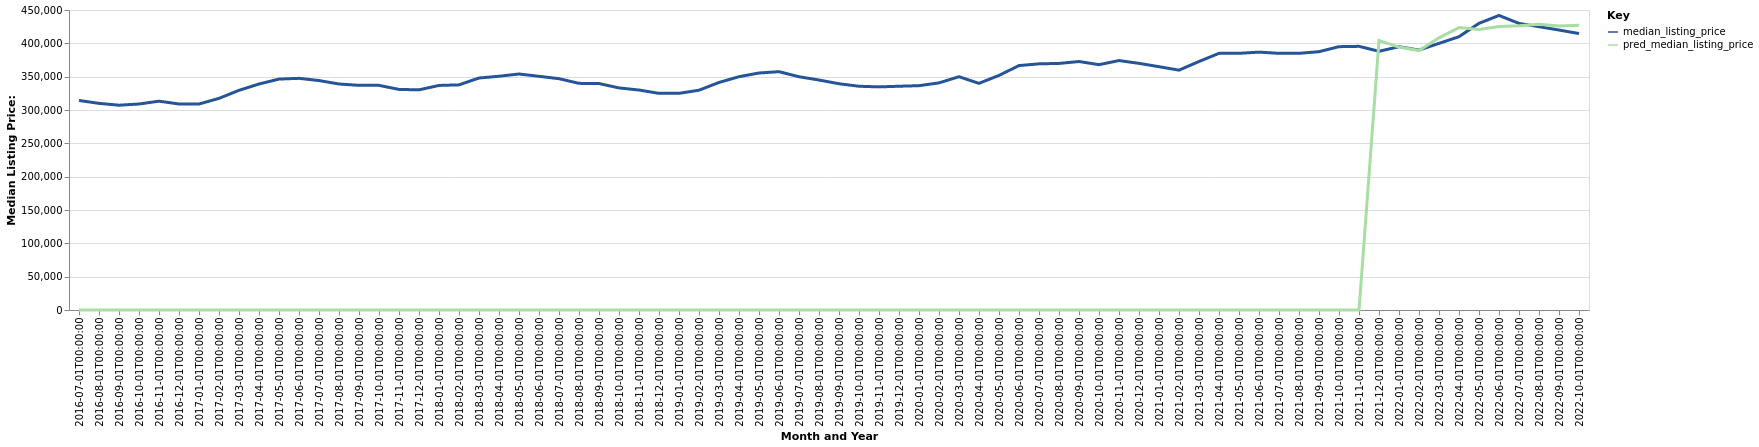 450,000
400,000
350,000
300,000
250,000
200,000
150,000
100,000
50,000
0
Median Listing Price:
2016-07-01T00:00:00
2016-08-01T00:00:00
2016-09-01T00:00:00
2016-10-01T00:00:00
2016-11-01T00:00:00
2016-12-01T00:00:00
2017-01-01T00:00:00
2017-02-01T00:00:00
2017-03-01T00:00:00
2017-04-01T00:00:00
2017-05-01T00:00:00
2017-06-01T00:00:00
2017-07-01T00:00:00
2017-08-01T00:00:00
2017-09-01T00:00:00
2017-10-01T00:00:00
2017-11-01T00:00:00
2017-12-01T00:00:00
2018-01-01T00:00:00
2018-02-01T00:00:00
2018-03-01T00:00:00
2018-04-01T00:00:00
2018-05-01T00:00:00
2018-06-01T00:00:00
2018-07-01T00:00:00
2018-08-01T00:00:00
2018-09-01T00:00:00
2018-10-01T00:00:00
2018-11-01T00:00:00
2018-12-01T00:00:00
2019-01-01T00:00:00
2019-02-01T00:00:00
2019-03-01T00:00:00
2019-04-01T00:00:00
2019-05-01T00:00:00
2019-06-01T00:00:00
2019-07-01T00:00:00
2019-08-01T00:00:00
2019-09-01T00:00:00
2019-10-01T00:00:00
2019-11-01T00:00:00
2019-12-01T00:00:00
2020-01-01T00:00:00
2020-02-01T00:00:00
2020-03-01T00:00:00
2020-04-01T00:00:00
2020-05-01T00:00:00
2020-06-01T00:00:00
2020-07-01T00:00:00
2020-08-01T00:00:00
2020-09-01T00:00:00
2020-10-01T00:00:00
2020-11-01T00:00:00
2020-12-01T00:00:00
2021-01-01T00:00:00
2021-02-01T00:00:00
2021-03-01T00:00:00
2021-04-01T00:00:00
2021-05-01T00:00:00
2021-06-01T00:00:00
2021-07-01T00:00:00
2021-08-01T00:00:00
2021-09-01T00:00:00
2021-10-01T00:00:00
2021-11-01T00:00:00
2021-12-01T00:00:00
2022-01-01T00:00:00
2022-02-01T00:00:00
2022-03-01T00:00:00
2022-04-01T00:00:00
2022-05-01T00:00:00
2022-06-01T00:00:00
2022-07-01T00:00:00
2022-08-01T00:00:00
2022-09-01T00:00:00
2022-10-01T00:00:00
Month and Year
Key
median_listing_price
pred_median_listing_price